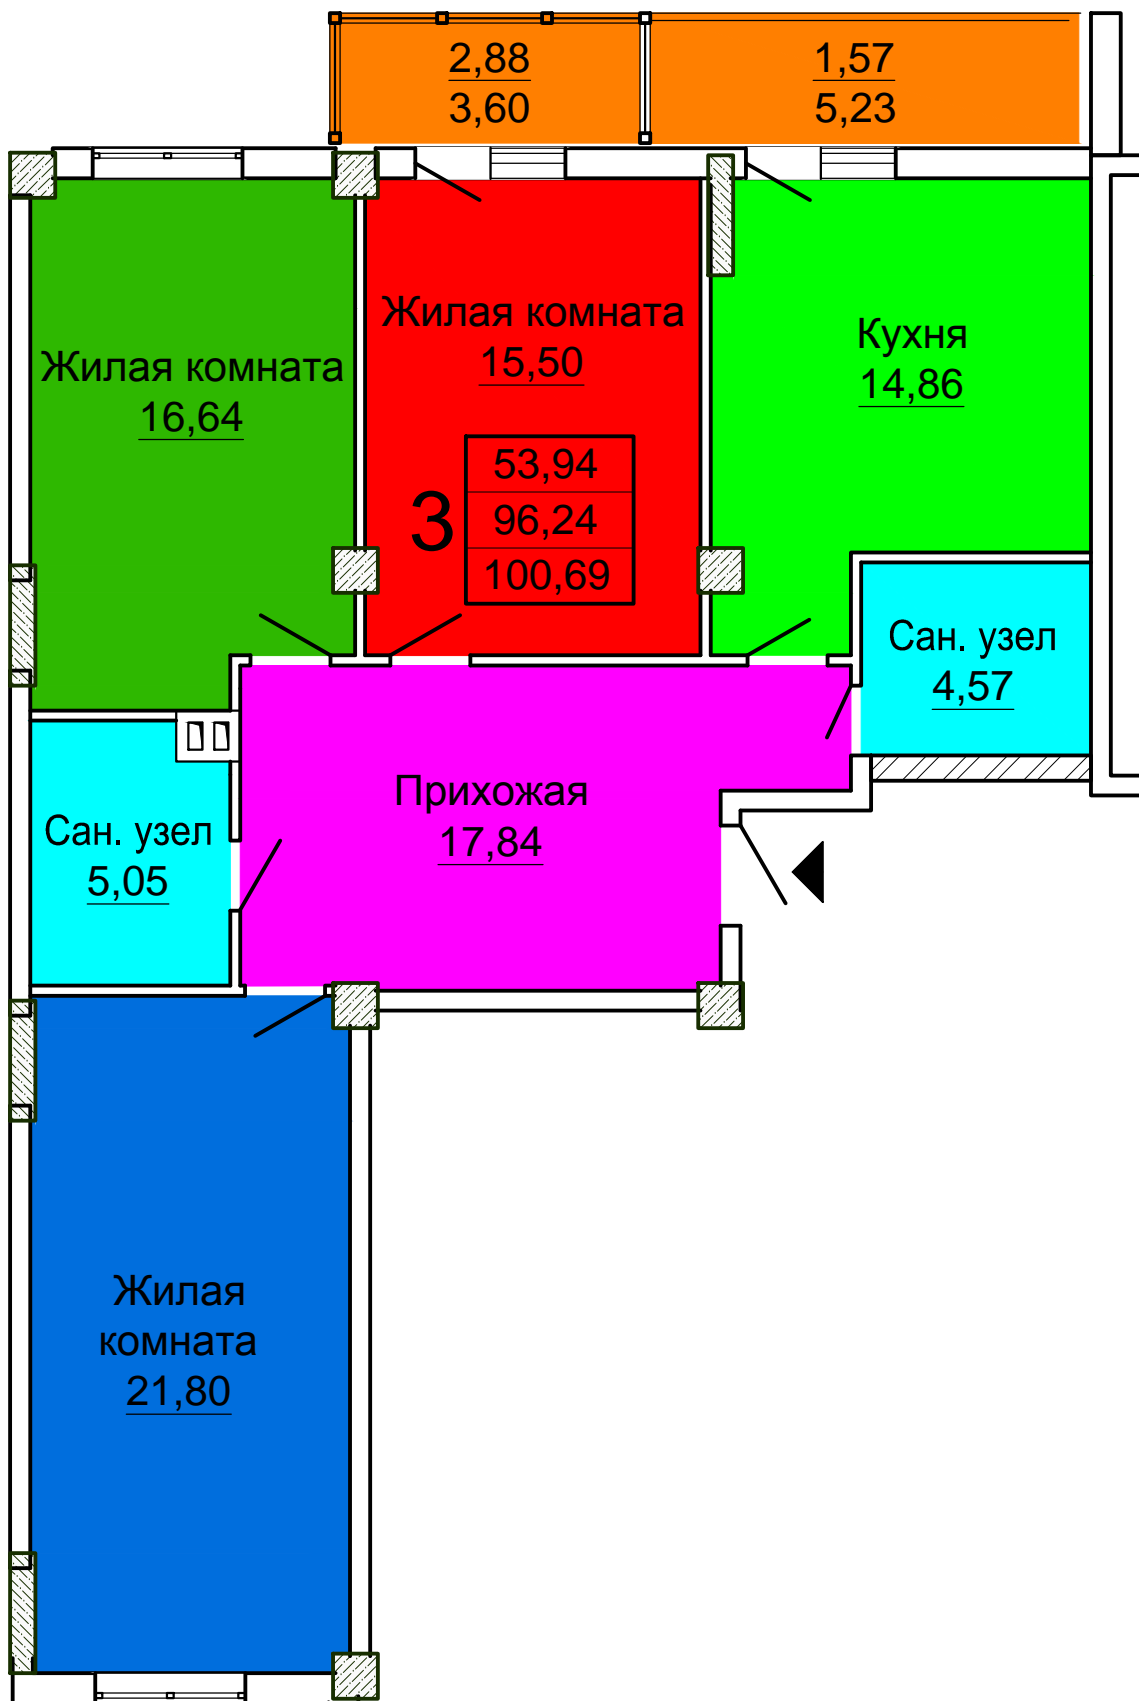 2,88
3,60
1,57
5,23
Жилая комната
16,64
Жилая комната
15,50
Кухня
14,86
3
53,94
96,24
100,69
Сан. узел
4,57
Прихожая
17,84
Сан. узел
5,05
Жилая
комната
21,80